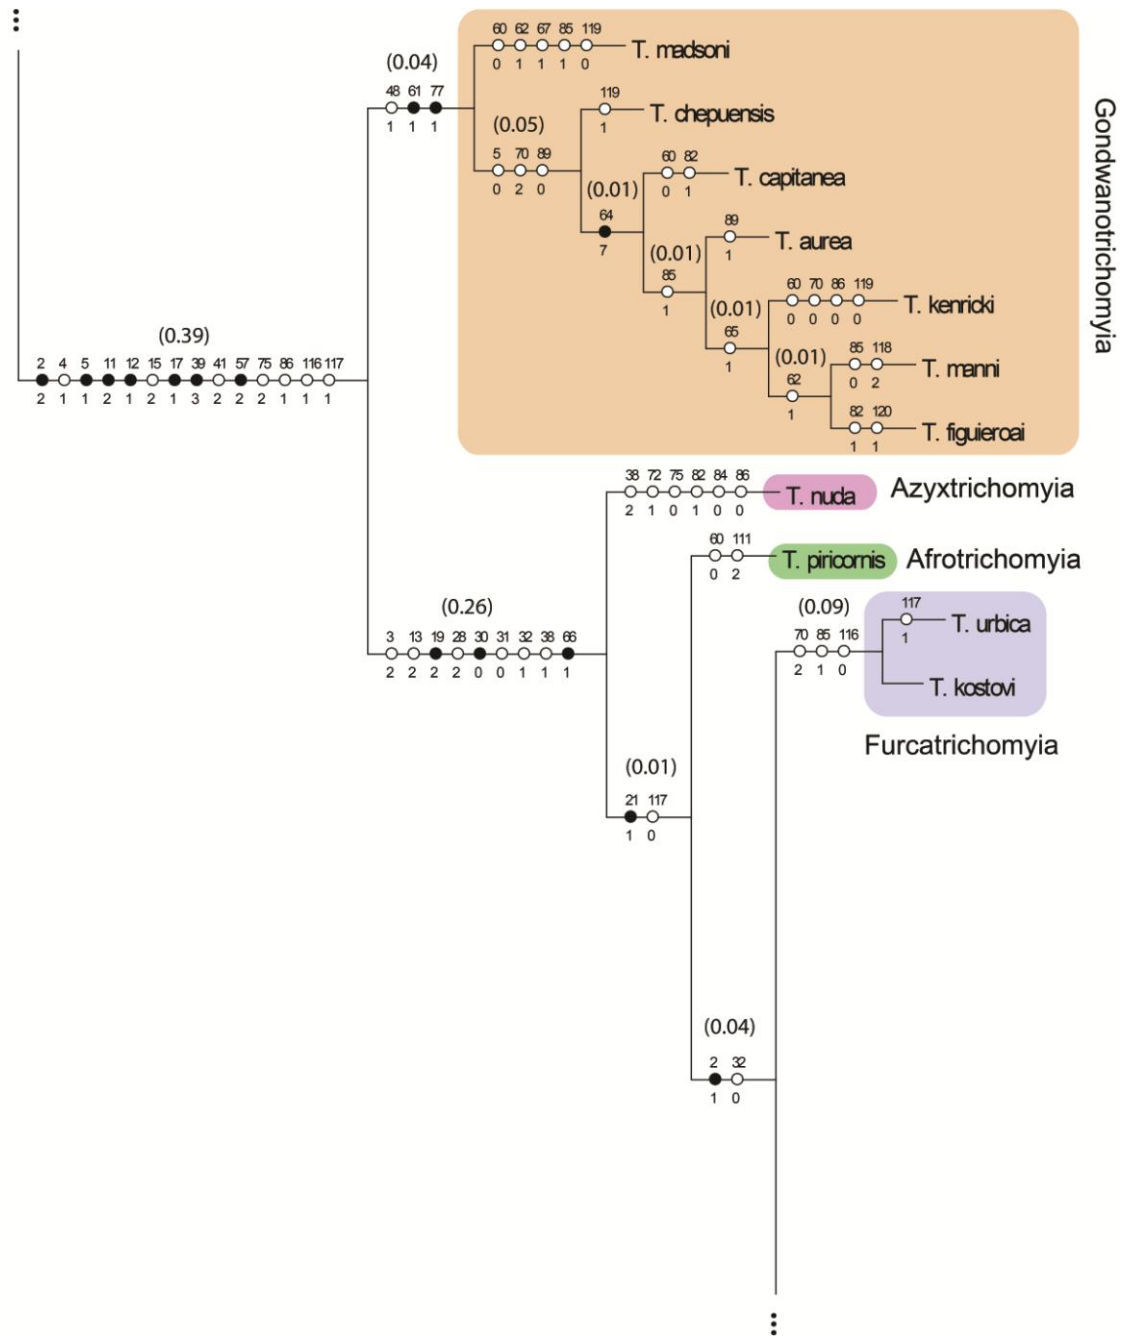 60 62 67 85 119
T. madsoni
0 1 1 1 0
(0.04)
48 61 77
1 1 1
119
T. chepuensis
1
(0.05)
5 70 89
0 2 0
60 82
T. capitanea
0 1
(0.01)
64
7
89
T. aurea
1
(0.01)
85
1
60 70 86 119
T. kenricki
0 0 0 0
(0.01)
65
1
85 118
T. manni
0 2
(0.01)
62
1
82 120
T. figuieroai
1 1
Gondwanotrichomyia
(0.39)
2 4 5 11 12 15 17 39 41 57 75 86 116 117
2 1 1 2 1 2 1 3 2 2 2 1 1 1
38 72 75 82 84 86
T. nuda
Azyxtrichomyia
2 1 0 1 0 0
60 111
T. piricornis
Afrotrichomyia
0 2
(0.26)
3 13 19 28 30 31 32 38 66
2 2 2 2 0 0 1 1 1
(0.09)
70 85 116
2 1 0
117
T. urbica
1
T. kostovi
Furcatrichomyia
(0.01)
21 117
1 0
(0.04)
2 32
1 0